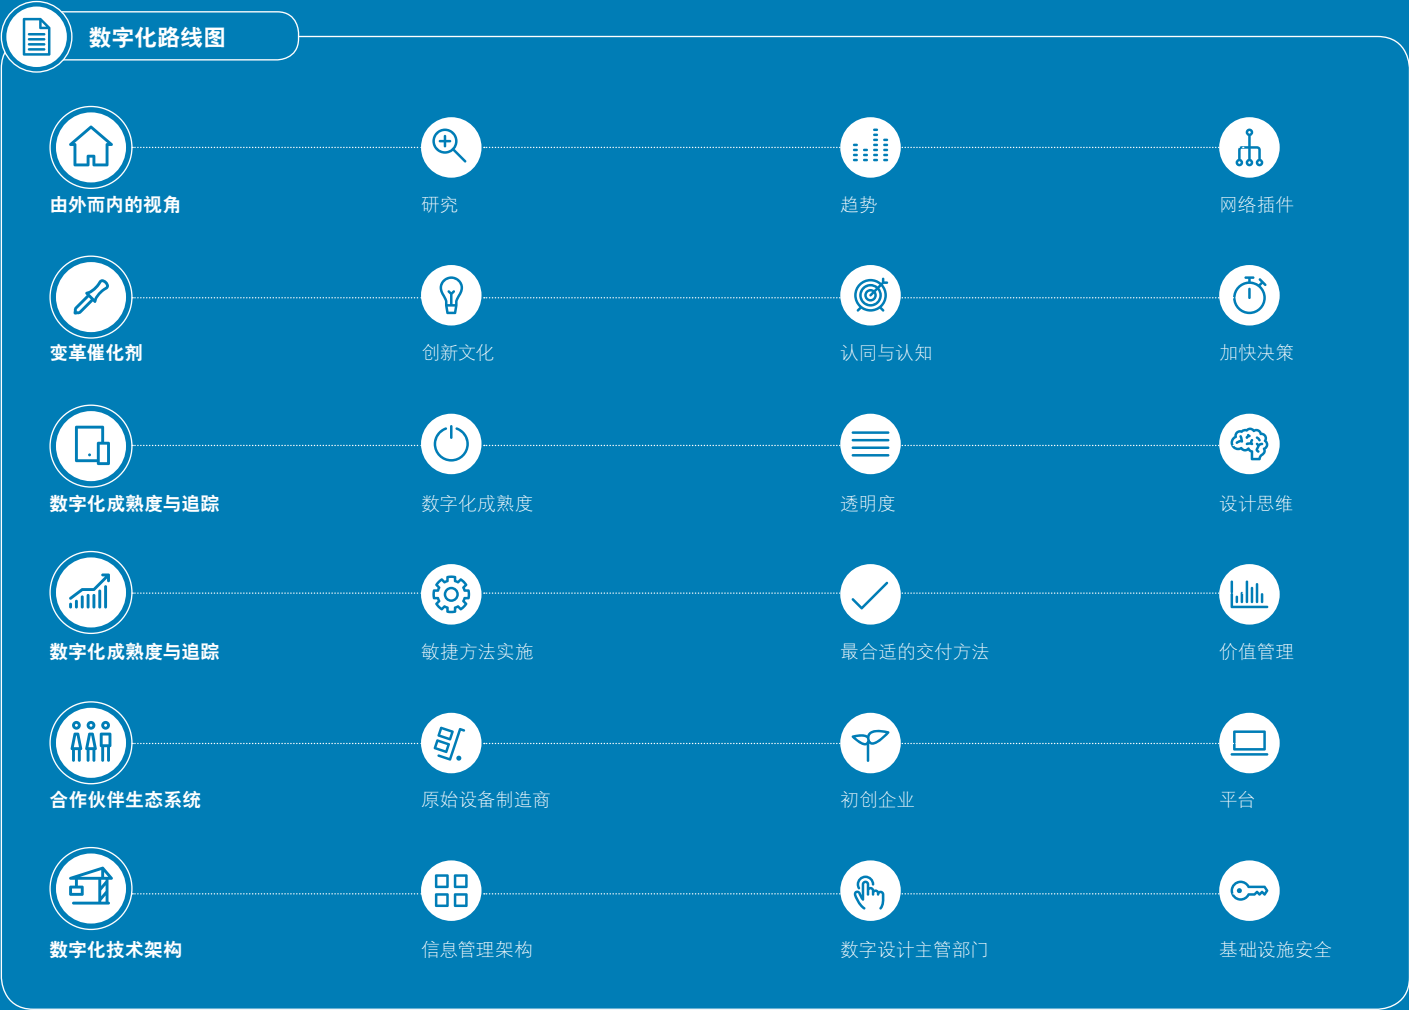 数字化路线图
由外而内的视角
研究
趋势
网络插件
变革催化剂
创新文化
认同与认知
加快决策
数字化成熟度与追踪
数字化成熟度
透明度
设计思维
数字化成熟度与追踪
敏捷方法实施
最合适的交付方法
价值管理
合作伙伴生态系统
原始设备制造商
初创企业
平台
数字化技术架构
信息管理架构
数字设计主管部门
基础设施安全